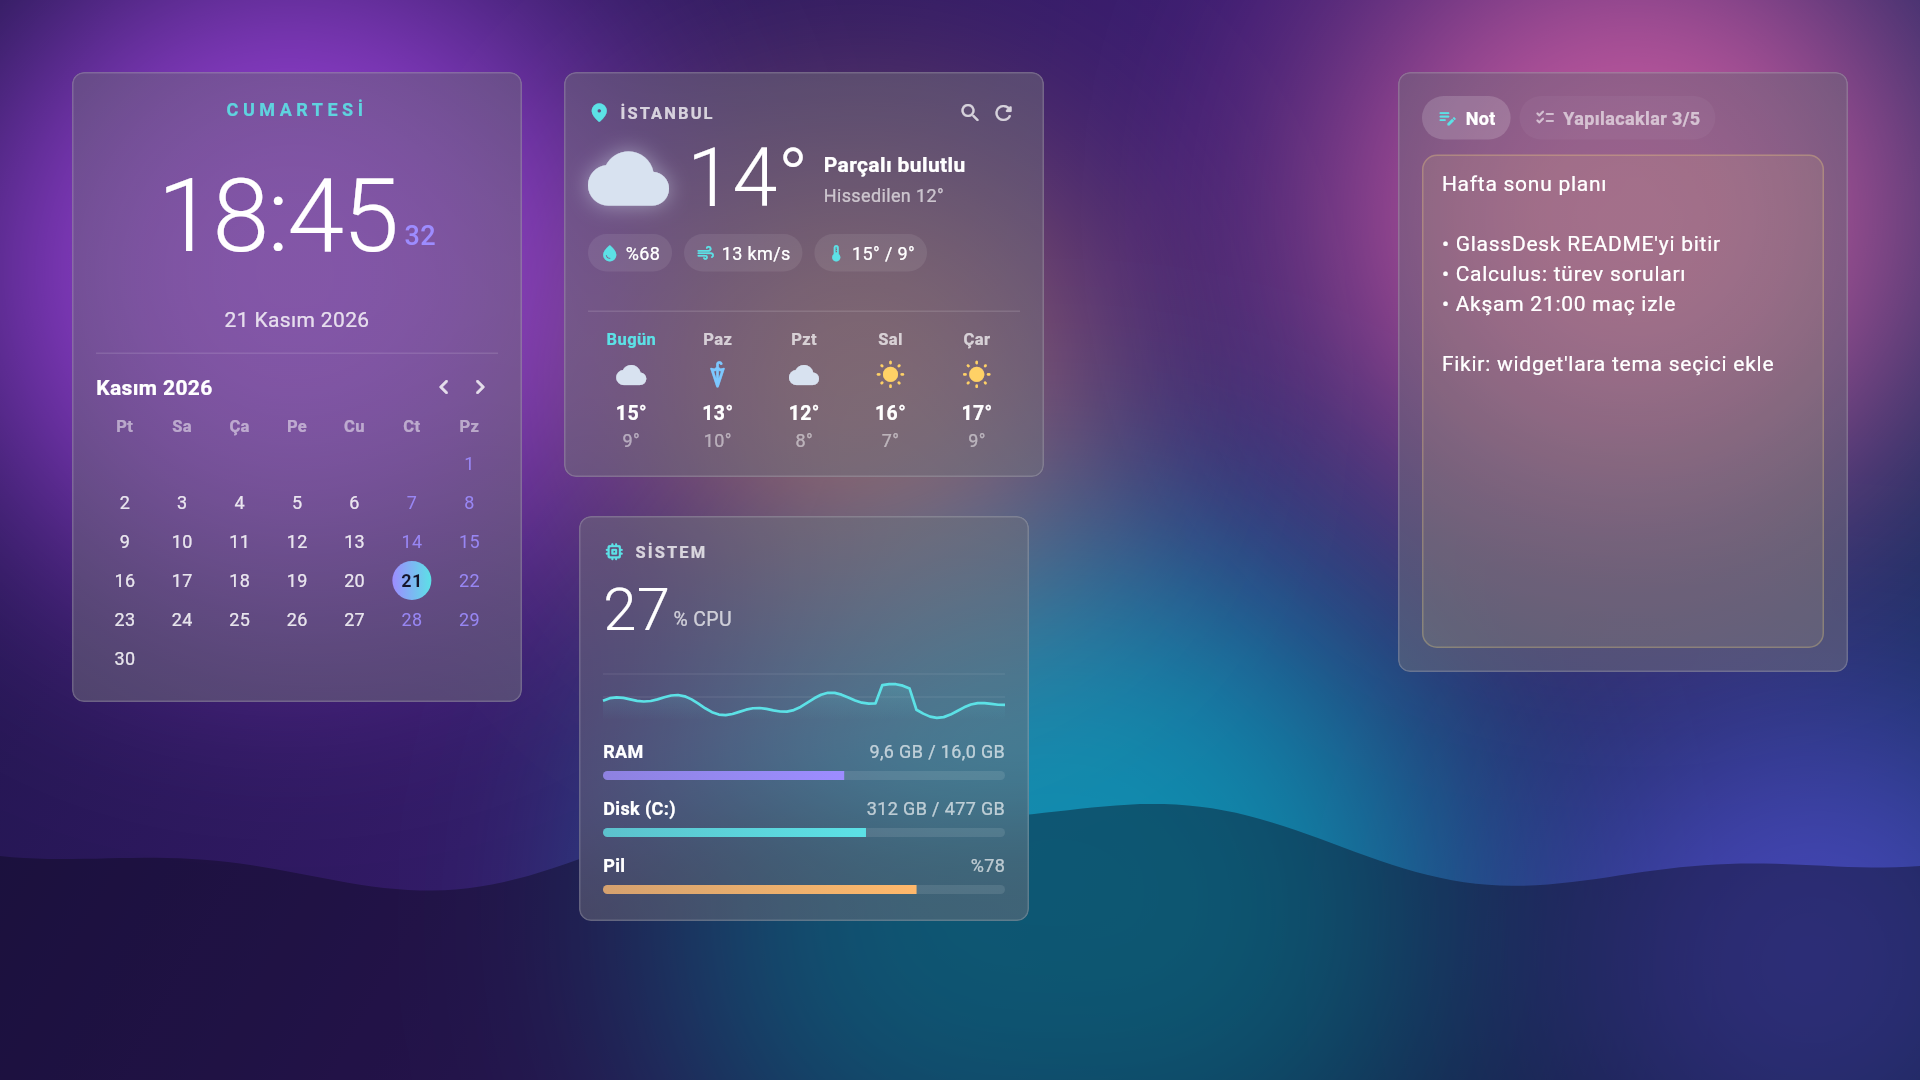 CUMARTESİ
18:45 32
21 Kasım 2026
Kasım 2026
Pt Sa Ça Pe Cu Ct Pz
1
2 3 4 5 6 7 8
9 10 11 12 13 14 15
16 17 18 19 20 21 22
23 24 25 26 27 28 29
30
İSTANBUL
14°
Parçalı bulutlu
Hissedilen 12°
%68 13 km/s 15° / 9°
Bugün Paz Pzt Sal Çar
15° 13° 12° 16° 17°
9° 10° 8° 7° 9°
SİSTEM
27 % CPU
RAM 9,6 GB / 16,0 GB
Disk (C:) 312 GB / 477 GB
Pil %78
Not Yapılacaklar 3/5
Hafta sonu planı
• GlassDesk README'yi bitir
• Calculus: türev soruları
• Akşam 21:00 maç izle
Fikir: widget'lara tema seçici ekle